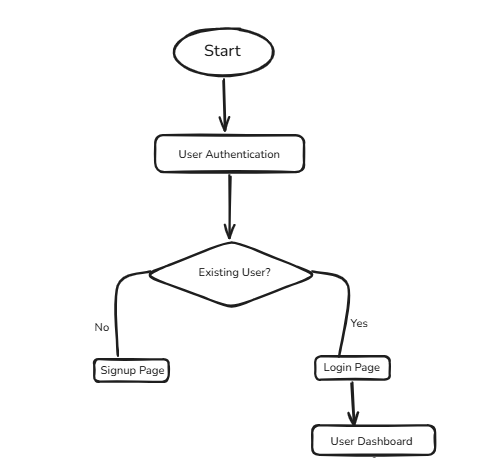 Start
User Authentication
Existing User?
No
Yes
Signup Page
Login Page
User Dashboard